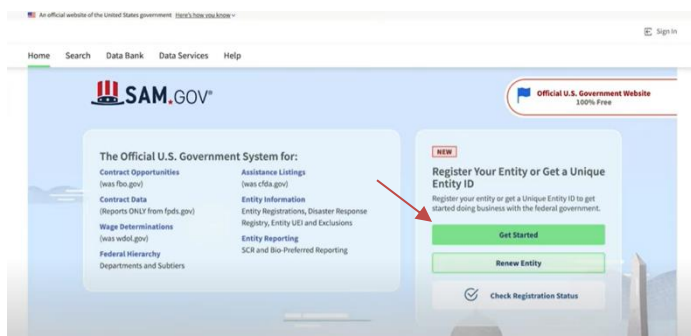 An official website of the United States government Here's how you know
Sign In
Home Search Data Bank Data Services Help
SAM.GOV®
Official U.S. Government Website
100% Free
The Official U.S. Government System for:
Contract Opportunities
(was fbo.gov)
Contract Data
(Reports ONLY from fpds.gov)
Wage Determinations
(was wdol.gov)
Federal Hierarchy
Departments and Subtiers
Assistance Listings
(was cfda.gov)
Entity Information
Entity Registrations, Disaster Response
Registry, Entity UEI and Exclusions
Entity Reporting
SCR and Bio-Preferred Reporting
NEW
Register Your Entity or Get a Unique
Entity ID
Register your entity or get a Unique Entity ID to get
started doing business with the federal government.
Get Started
Renew Entity
Check Registration Status